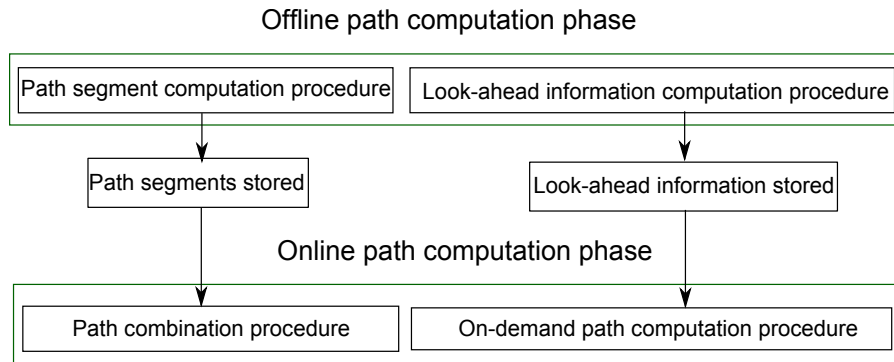 Offline path computation phase
Path segment computation procedure
Look-ahead information computation procedure
Path segments stored
Look-ahead information stored
Online path computation phase
Path combination procedure
On-demand path computation procedure